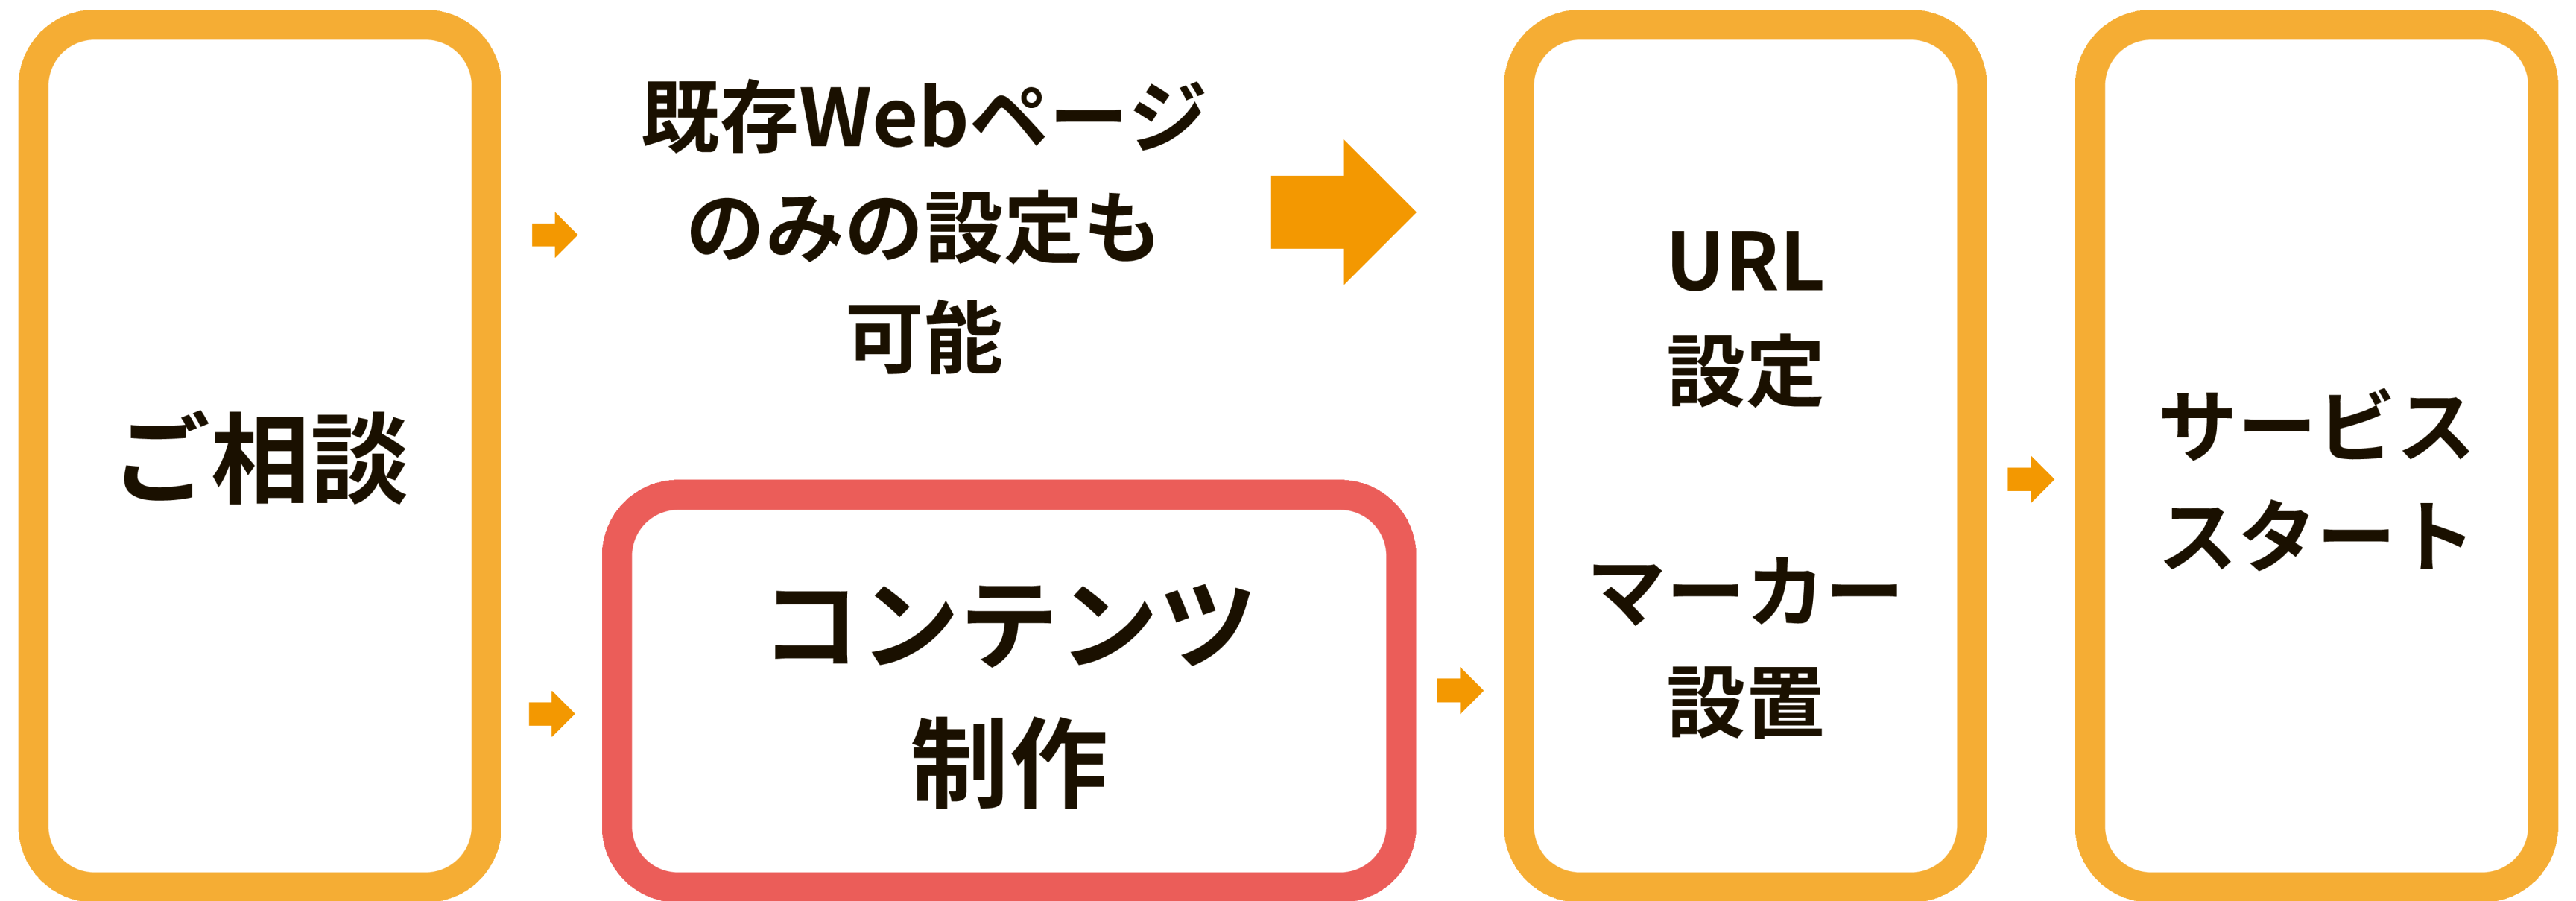 ご相談
既存Webページ
のみの設定も
可能
コンテンツ
制作
URL
設定
マーカー
設置
サービス
スタート